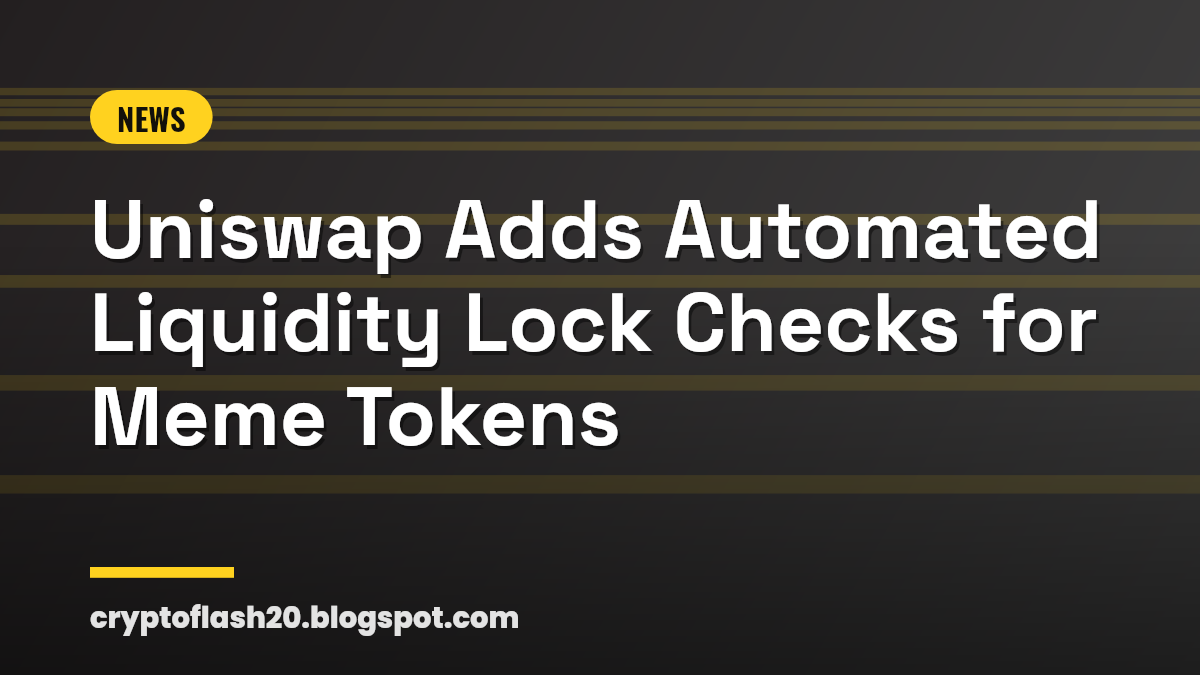 NEWS
Uniswap Adds Automated
Liquidity Lock Checks for
Meme Tokens
cryptoflash20.blogspot.com